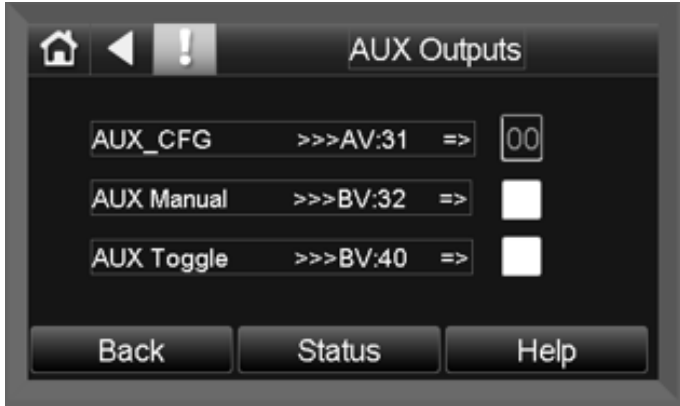 ! AUX Outputs
AUX_CFG >>>AV:31 => 00
AUX Manual >>>BV:32 =>
AUX Toggle >>>BV:40 =>
Back Status Help